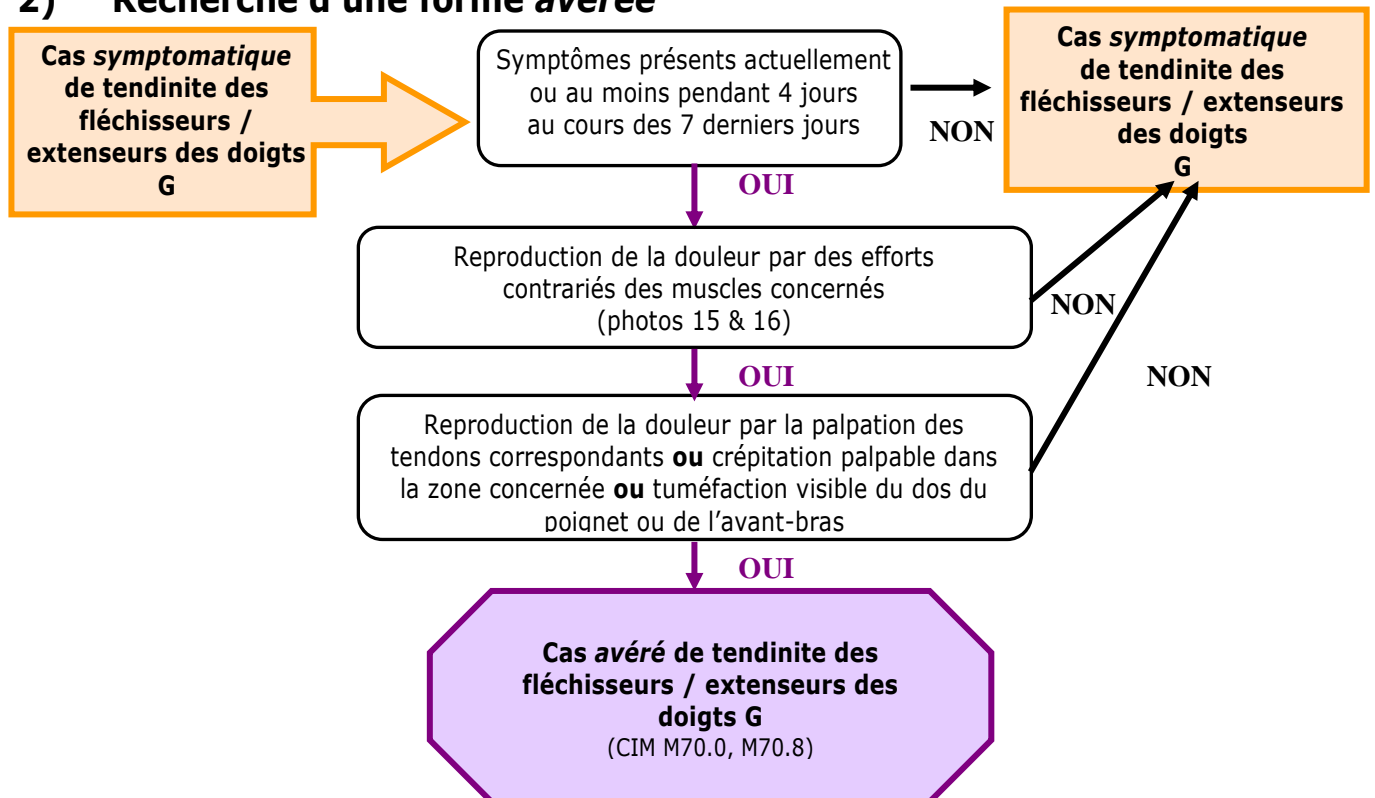 2) Recherche d'une forme avérée
Cas symptomatique
de tendinite des
fléchisseurs /
extenseurs des doigts
G
Symptômes présents actuellement
ou au moins pendant 4 jours
au cours des 7 derniers jours
NON
Cas symptomatique
de tendinite des
fléchisseurs / extenseurs
des doigts
G
OUI
Reproduction de la douleur par des efforts
contrariés des muscles concernés
(photos 15 & 16)
NON
OUI
NON
Reproduction de la douleur par la palpation des
tendons correspondants ou crépitation palpable dans
la zone concernée ou tuméfaction visible du dos du
poignet ou de l'avant-bras
OUI
Cas avéré de tendinite des
fléchisseurs / extenseurs des
doigts G
(CIM M70.0, M70.8)